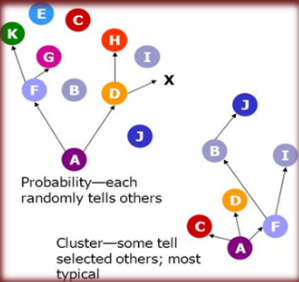 E C
K H
G I
F B D X
J
A
Probability—each
randomly tells others
J
B I
D
C F
A
Cluster—some tell
selected others; most
typical